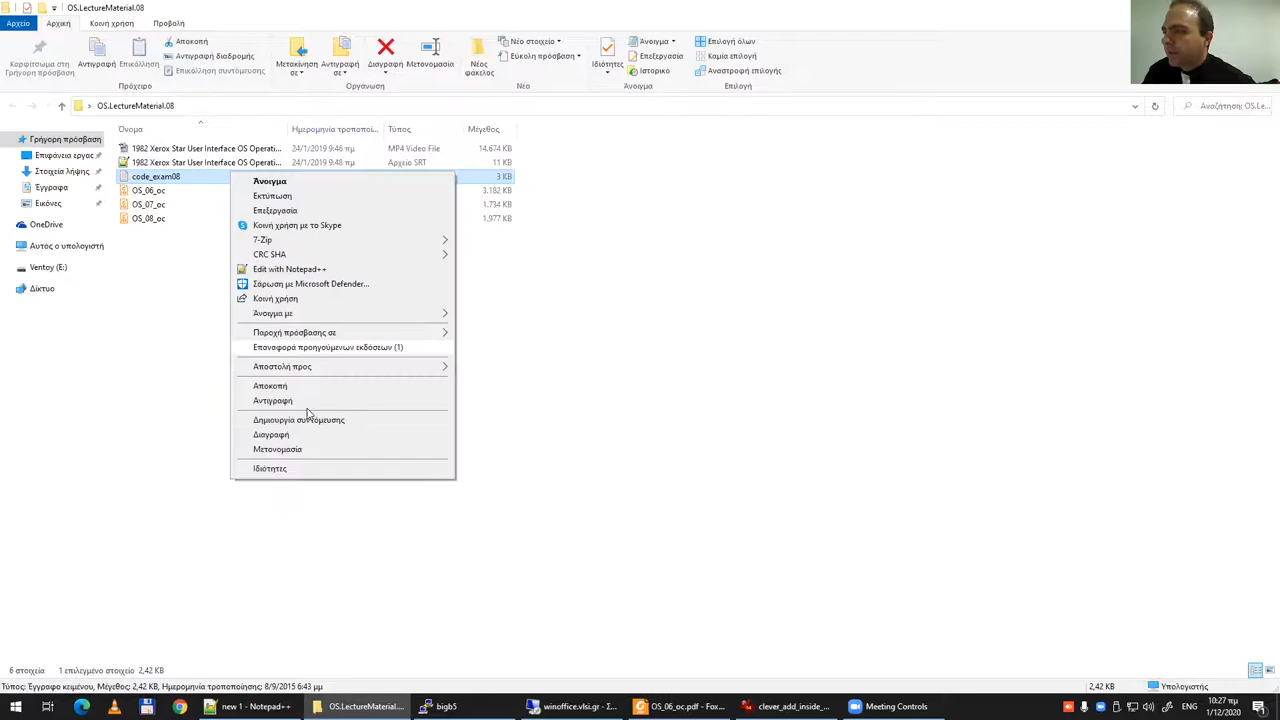 OS.LectureMaterial.08
Αρχείο
Αρχική
Κοινή χρήση
Προβολή
Καρφίτσωμα στη
Γρήγορη πρόσβαση
Αντιγραφή
Επικόλληση
Αποκοπή
Αντιγραφή διαδρομής
Επικόλληση συντόμευσης
Πρόχειρο
Μετακίνηση
σε
Αντιγραφή
σε
Διαγραφή
Μετονομασία
Οργάνωση
Νέος
φάκελος
Νέο στοιχείο
Εύκολη πρόσβαση
Νέο
Ιδιότητες
Άνοιγμα
Επεξεργασία
Ιστορικό
Άνοιγμα
Επιλογή όλων
Καμία επιλογή
Αναστροφή επιλογής
Επιλογή
OS.LectureMaterial.08
Αναζήτηση: OS.Le...
Όνομα
Ημερομηνία τροποποί...
Τύπος
Μέγεθος
1982 Xerox Star User Interface OS Operati... 24/1/2019 9:46 πμ MP4 Video File 14.674 KB
1982 Xerox Star User Interface OS Operati... 24/1/2019 9:48 πμ Αρχείο SRT 11 KB
code_exam08 3 KB
OS_06_oc 3.182 KB
OS_07_oc 1.734 KB
OS_08_oc 1.977 KB
Γρήγορη πρόσβαση
Επιφάνεια εργας
Στοιχεία λήψης
Έγγραφα
Εικόνες
OneDrive
Αυτός ο υπολογιστή
Ventoy (E:)
Δίκτυο
Άνοιγμα
Εκτύπωση
Επεξεργασία
Κοινή χρήση με το Skype
7-Zip
CRC SHA
Edit with Notepad++
Σάρωση με Microsoft Defender...
Κοινή χρήση
Άνοιγμα με
Παροχή πρόσβασης σε
Επαναφορά προηγούμενων εκδόσεων (1)
Αποστολή προς
Αποκοπή
Αντιγραφή
Δημιουργία συντόμευσης
Διαγραφή
Μετονομασία
Ιδιότητες
6 στοιχεία 1 επιλεγμένο στοιχείο 2,42 KB
Τύπος: Έγγραφο κειμένου, Μέγεθος: 2,42 KB, Ημερομηνία τροποποίησης: 8/9/2015 6:43 μμ
2,42 KB
Υπολογιστής
new 1 - Notepad++
OS.LectureMaterial....
bigb5
winoffice.vlsi.gr - Σ...
OS_06_oc.pdf - Fox...
clever_add_inside_...
Meeting Controls
ENG
10:27 πμ
1/12/2020